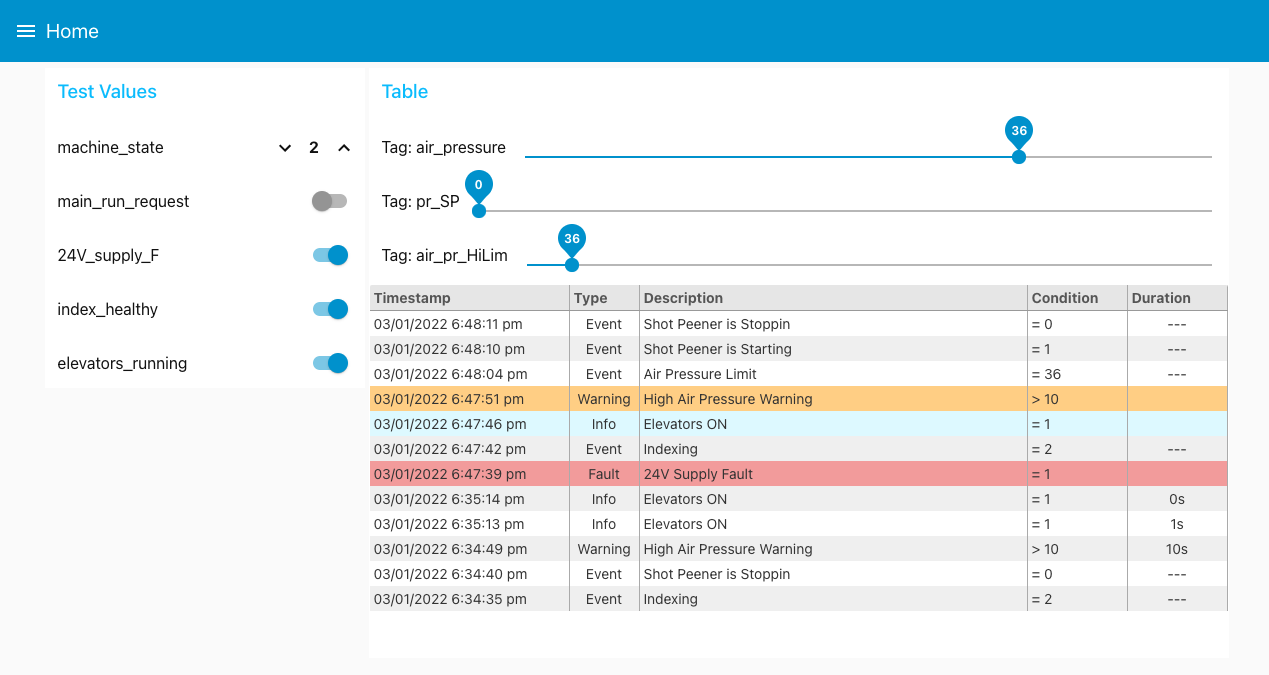 Home
Test Values
machine_state 2
main_run_request
24V_supply_F
index_healthy
elevators_running
Table
Tag: air_pressure 36
Tag: pr_SP 0
Tag: air_pr_HiLim 36
Timestamp Type Description Condition Duration
03/01/2022 6:48:11 pm Event Shot Peener is Stoppin = 0 ---
03/01/2022 6:48:10 pm Event Shot Peener is Starting = 1 ---
03/01/2022 6:48:04 pm Event Air Pressure Limit = 36 ---
03/01/2022 6:47:51 pm Warning High Air Pressure Warning > 10
03/01/2022 6:47:46 pm Info Elevators ON = 1
03/01/2022 6:47:42 pm Event Indexing = 2 ---
03/01/2022 6:47:39 pm Fault 24V Supply Fault = 1
03/01/2022 6:35:14 pm Info Elevators ON = 1 0s
03/01/2022 6:35:13 pm Info Elevators ON = 1 1s
03/01/2022 6:34:49 pm Warning High Air Pressure Warning > 10 10s
03/01/2022 6:34:40 pm Event Shot Peener is Stoppin = 0 ---
03/01/2022 6:34:35 pm Event Indexing = 2 ---